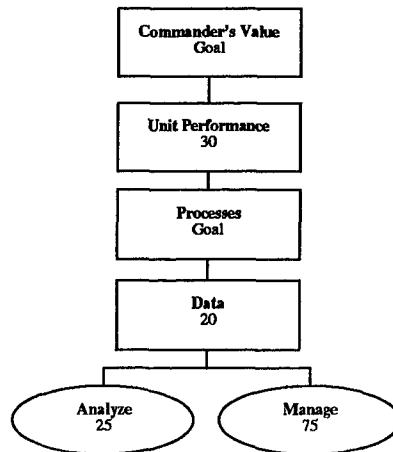 Commander's Value
Goal
Unit Performance
30
Processes
Goal
Data
20
Analyze
25
Manage
75